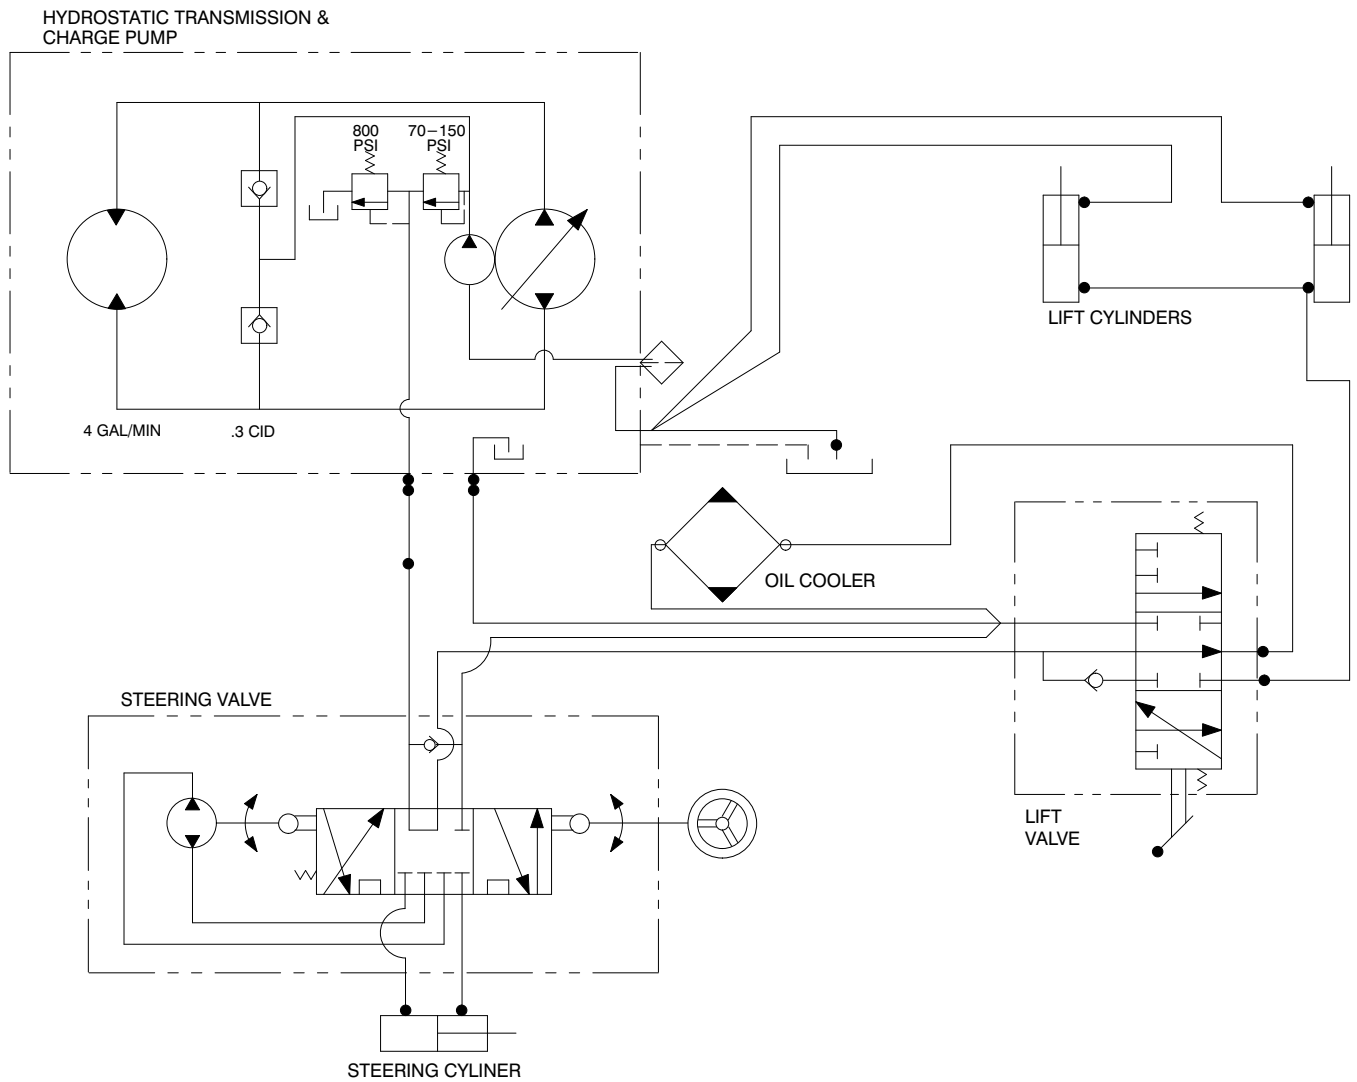 HYDROSTATIC TRANSMISSION &
CHARGE PUMP
800
PSI
70–150
PSI
4 GAL/MIN
.3 CID
LIFT CYLINDERS
OIL COOLER
STEERING VALVE
LIFT
VALVE
STEERING CYLINER